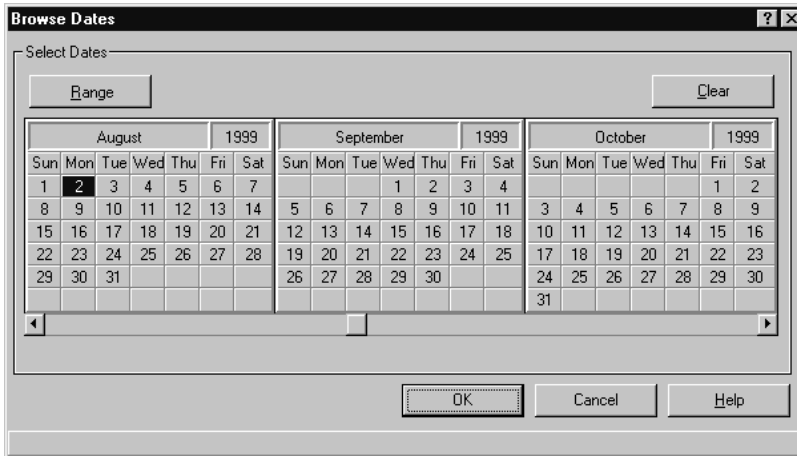 Browse Dates ? ×
Select Dates
Range Clear
August 1999 September 1999 October 1999
Sun Mon Tue Wed Thu Fri Sat Sun Mon Tue Wed Thu Fri Sat Sun Mon Tue Wed Thu Fri Sat
1 2 3 4 5 6 7 1 2 3 4 1 2
8 9 10 11 12 13 14 5 6 7 8 9 10 11 3 4 5 6 7 8 9
15 16 17 18 19 20 21 12 13 14 15 16 17 18 10 11 12 13 14 15 16
22 23 24 25 26 27 28 19 20 21 22 23 24 25 17 18 19 20 21 22 23
29 30 31 26 27 28 29 30 24 25 26 27 28 29 30
31
OK Cancel Help